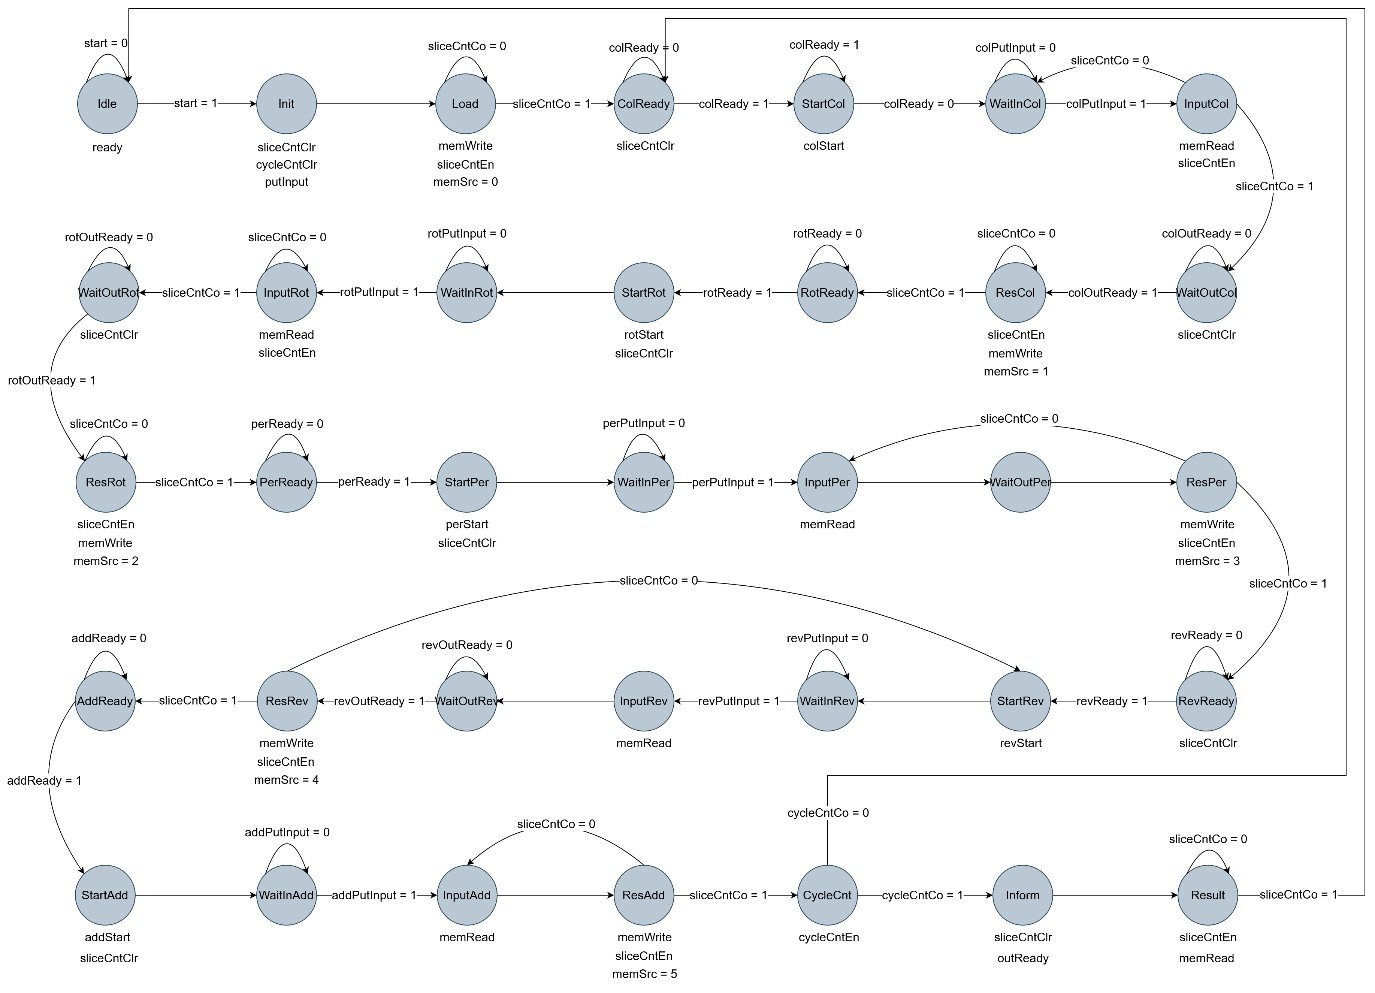 start = 0
sliceCntCo = 0
colReady = 0
colReady = 1
colPutInput = 0
sliceCntCo = 0
Idle
start = 1
Init
Load
sliceCntCo = 1
ColReady
colReady = 1
StartCol
colReady = 0
WaitInCol
colPutInput = 1
InputCol
ready
sliceCntClr
cycleCntClr
putInput
memWrite
sliceCntEn
memSrc = 0
sliceCntClr
colStart
memRead
sliceCntEn
sliceCntCo = 1
rotOutReady = 0
sliceCntCo = 0
rotPutInput = 0
rotReady = 0
sliceCntCo = 0
colOutReady = 0
WaitOutRot
sliceCntCo = 1
InputRot
rotPutInput = 1
WaitInRot
StartRot
rotReady = 1
RotReady
sliceCntCo = 1
ResCol
colOutReady = 1
WaitOutCol
sliceCntClr
memRead
sliceCntEn
rotStart
sliceCntClr
sliceCntEn
memWrite
memSrc = 1
sliceCntClr
rotOutReady = 1
sliceCntCo = 0
perReady = 0
perPutInput = 0
sliceCntCo = 0
ResRot
sliceCntCo = 1
PerReady
perReady = 1
StartPer
WaitInPer
perPutInput = 1
InputPer
WaitOutPer
ResPer
sliceCntEn
memWrite
memSrc = 2
perStart
sliceCntClr
memRead
memWrite
sliceCntEn
memSrc = 3
sliceCntCo = 0
sliceCntCo = 1
addReady = 0
revOutReady = 0
revPutInput = 0
revReady = 0
AddReady
sliceCntCo = 1
ResRev
revOutReady = 1
WaitOutRev
InputRev
revPutInput = 1
WaitInRev
StartRev
revReady = 1
RevReady
memWrite
sliceCntEn
memSrc = 4
memRead
revStart
sliceCntClr
addReady = 1
cycleCntCo = 0
addPutInput = 0
sliceCntCo = 0
sliceCntCo = 0
StartAdd
WaitInAdd
addPutInput = 1
InputAdd
ResAdd
sliceCntCo = 1
CycleCnt
cycleCntCo = 1
Inform
Result
sliceCntCo = 1
addStart
sliceCntClr
memRead
memWrite
sliceCntEn
memSrc = 5
cycleCntEn
sliceCntClr
outReady
sliceCntEn
memRead